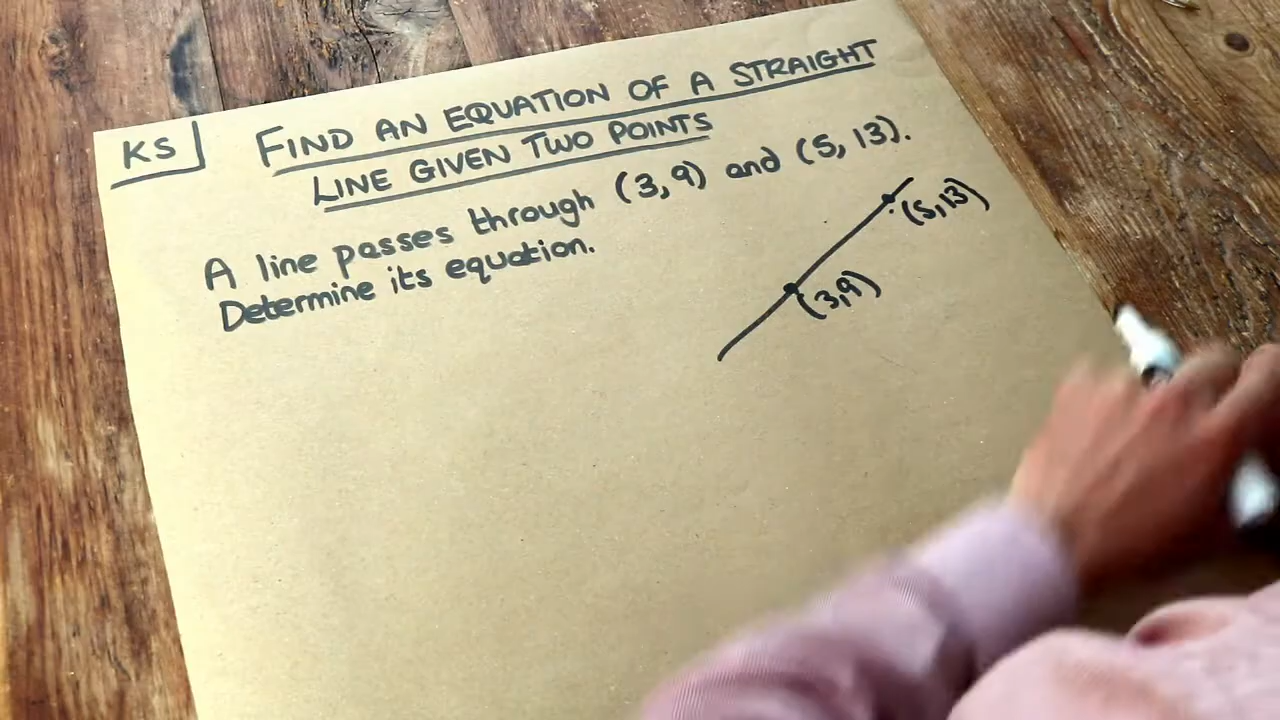 KS
FIND AN EQUATION OF A STRAIGHT
LINE GIVEN TWO POINTS
A line passes through (3,9) and (5,13).
Determine its equation.
(5,13)
(3,9)